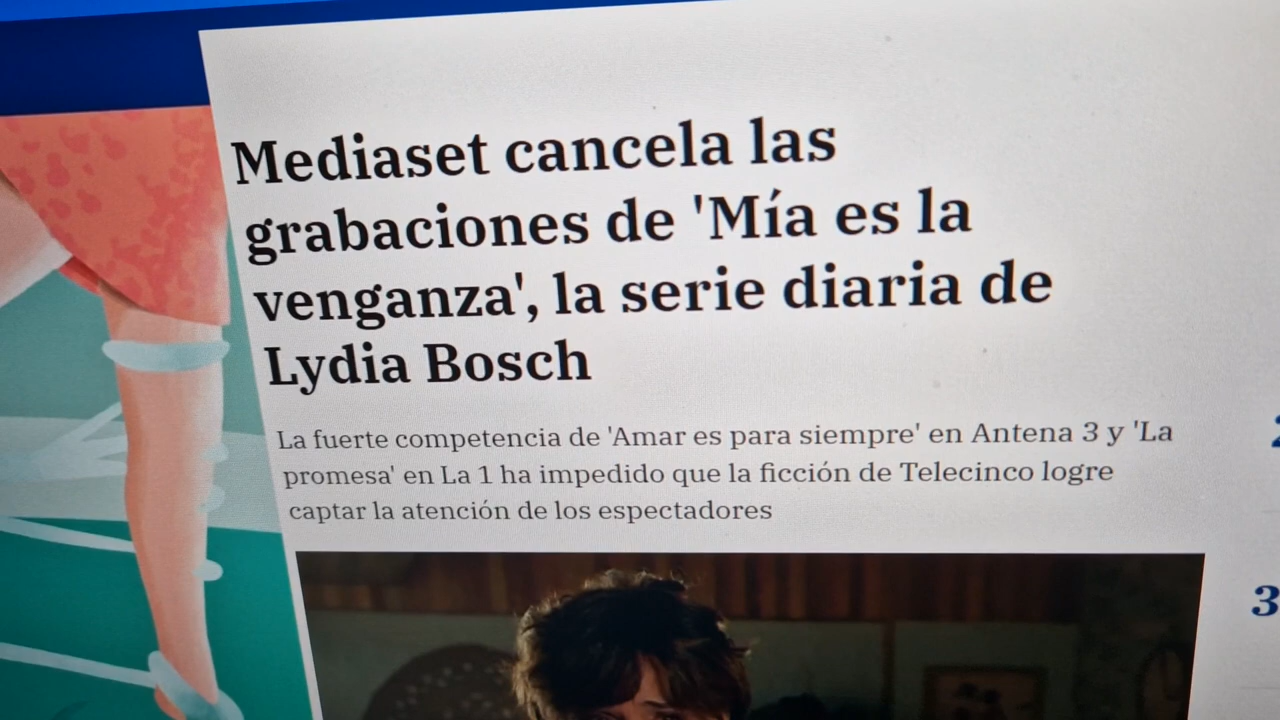 Mediaset cancela las
grabaciones de 'Mía es la
venganza', la serie diaria de
Lydia Bosch
La fuerte competencia de 'Amar es para siempre' en Antena 3 y 'La
promesa' en La 1 ha impedido que la ficción de Telecinco logre
captar la atención de los espectadores
3